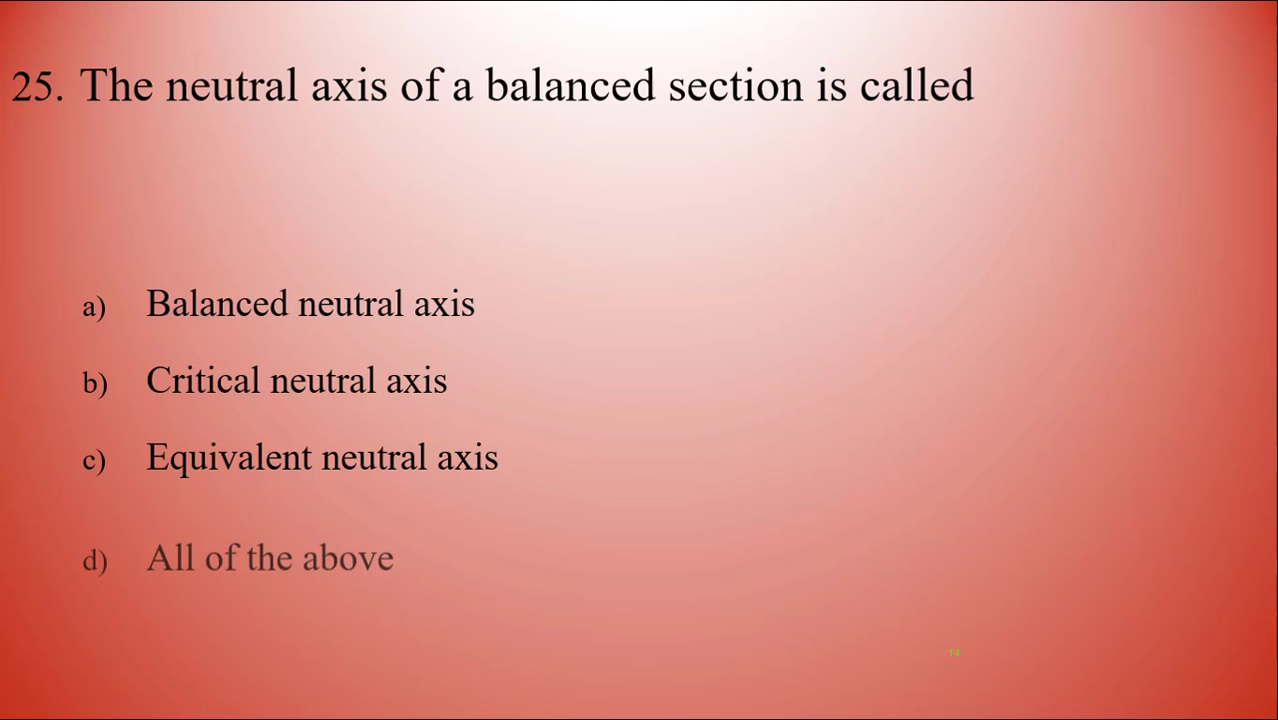 25. The neutral axis of a balanced section is called
a) Balanced neutral axis
b) Critical neutral axis
c) Equivalent neutral axis
d) All of the above
14